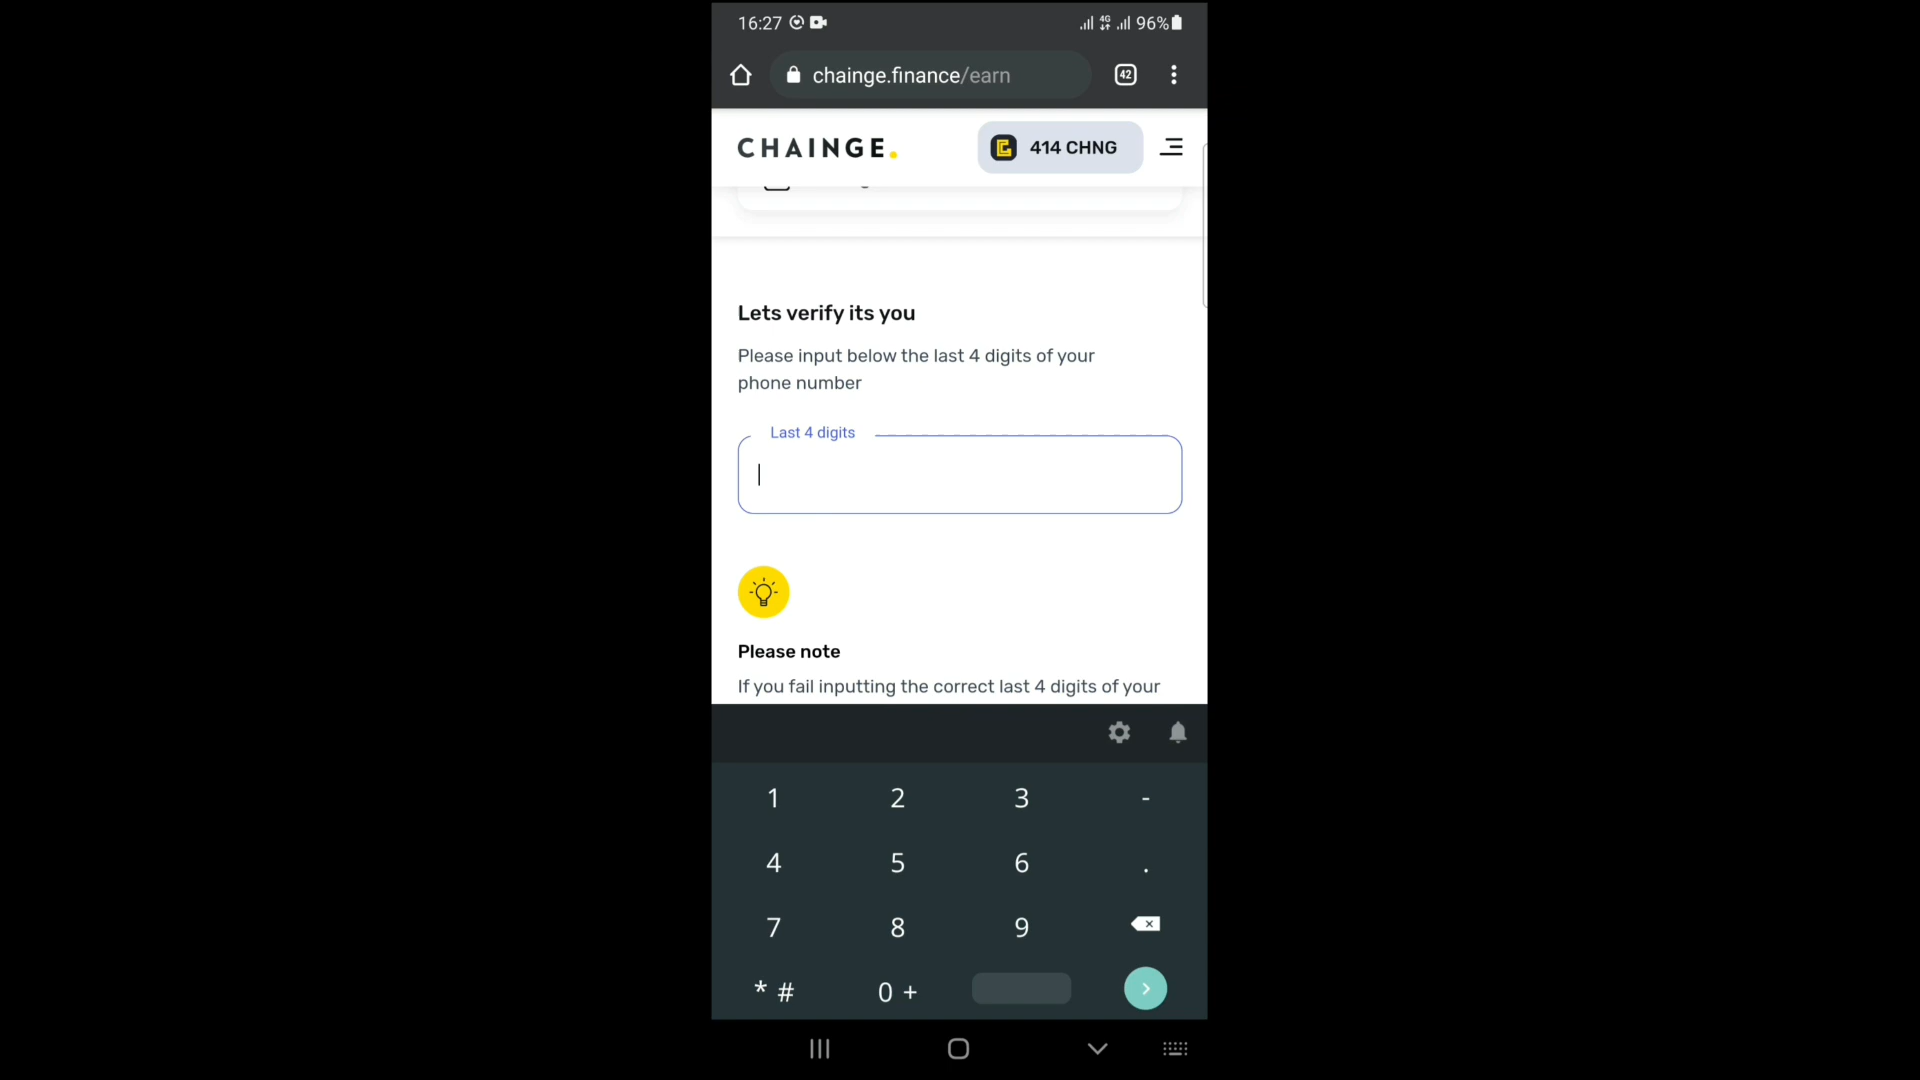 16:27 4G 96%
chainge.finance/earn 42
CHAINGE. 414 CHNG
Lets verify its you
Please input below the last 4 digits of your
phone number
Last 4 digits
Please note
If you fail inputting the correct last 4 digits of your
1 2 3 -
4 5 6 .
7 8 9
* # 0 +